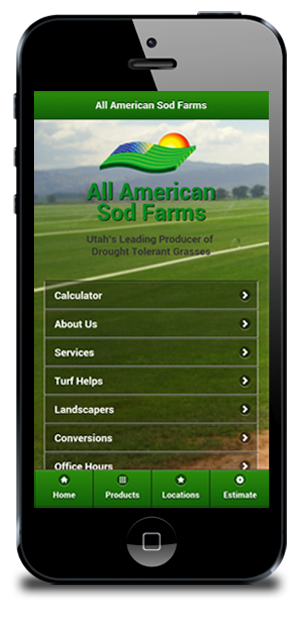 All American Sod Farms
All American
Sod Farms
Utah's Leading Producer of
Drought Tolerant Grasses
Calculator
About Us
Services
Turf Helps
Landscapers
Conversions
Office Hours
Home Products Locations Estimate